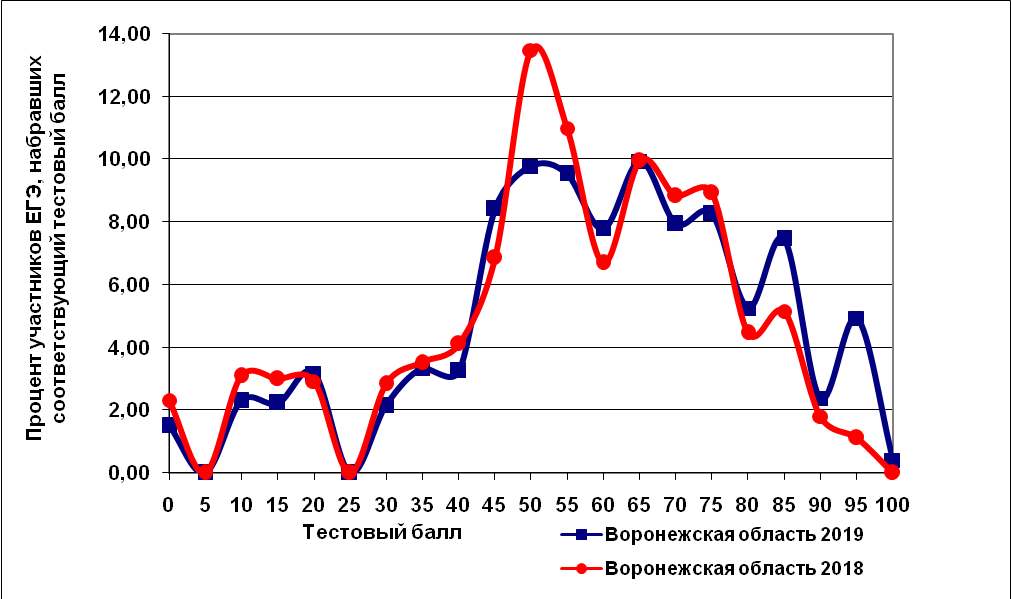 Процент участников ЕГЭ, набравших
соответствующий тестовый балл
14,00
12,00
10,00
8,00
6,00
4,00
2,00
0,00
0 5 10 15 20 25 30 35 40 45 50 55 60 65 70 75 80 85 90 95 100
Тестовый балл
Воронежская область 2019
Воронежская область 2018